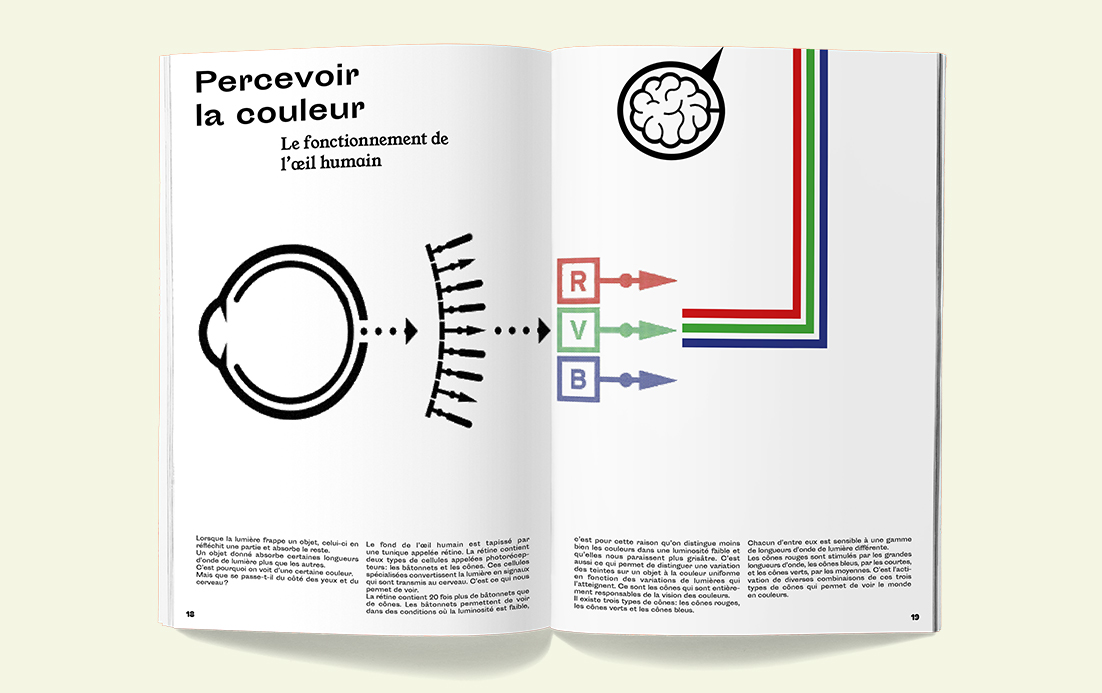 Percevoir
la couleur
Le fonctionnement de
l'œil humain
R
V
B
Lorsque la lumière frappe un objet, celui-ci en
réfléchit une partie et absorbe le reste.
Un objet donné absorbe certaines longueurs
d'onde de lumière plus que les autres.
C'est pourquoi on voit d'une certaine couleur.
Mais que se passe-t-il du côté des yeux et du
cerveau ?
Le fond de l'œil humain est tapissé par
une tunique appelée rétine. La rétine contient
deux types de cellules appelées photorécep-
teurs : les bâtonnets et les cônes. Ces cellules
spécialisées convertissent la lumière en signaux
qui sont transmis au cerveau. C'est ce qui nous
permet de voir.
La rétine contient 20 fois plus de bâtonnets que
de cônes. Les bâtonnets permettent de voir
dans des conditions où la luminosité est faible,
c'est pour cette raison qu'on distingue moins
bien les couleurs dans une luminosité faible et
qu'elles nous paraissent plus grisâtre. C'est
aussi ce qui permet de distinguer une variation
des teintes sur un objet à la couleur uniforme
en fonction des variations de lumières qui
l'atteignent. Ce sont les cônes qui sont entière-
ment responsables de la vision des couleurs.
Il existe trois types de cônes: les cônes rouges,
les cônes verts et les cônes bleus.
Chacun d'entre eux est sensible à une gamme
de longueurs d'onde de lumière différente.
Les cônes rouges sont stimulés par les grandes
longueurs d'onde, les cônes bleus, par les courtes,
et les cônes verts, par les moyennes. C'est l'acti-
vation de diverses combinaisons de ces trois
types de cônes qui permet de voir le monde
en couleurs.
18
19